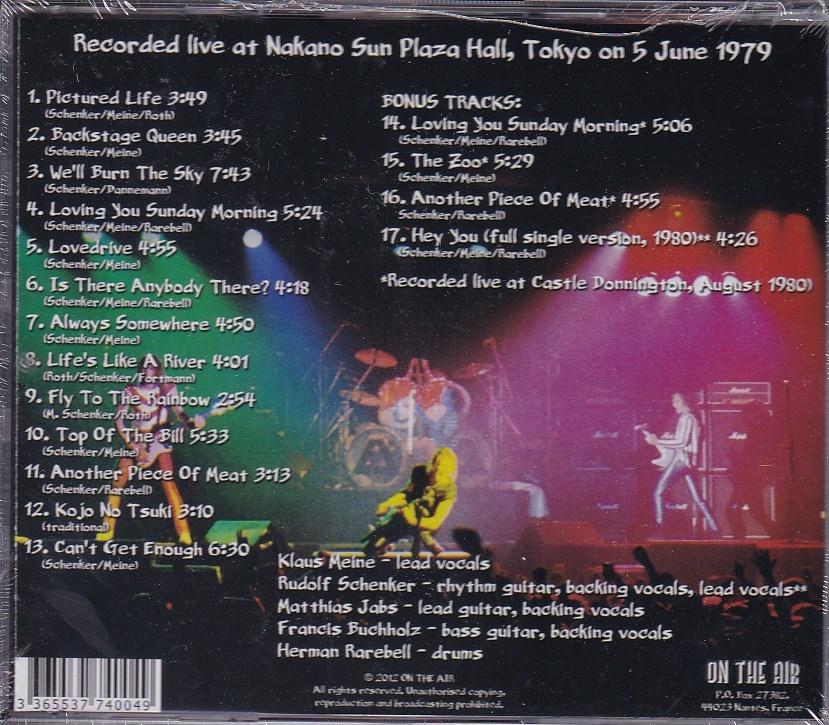 Recorded live at Nakano Sun Plaza Hall, Tokyo on 5 June 1979
1. Pictured Life 3:49
(Schenker/Meine/Roth)
2. Backstage Queen 3:45
(Schenker/Meine)
3. We'll Burn The Sky 7:43
(Schenker/Dannemann)
4. Loving You Sunday Morning 5:24
(Schenker/Meine/Rarebell)
5. Lovedrive 4:55
(Schenker/Meine)
6. Is There Anybody There? 4:18
(Schenker/Meine/Rarebell)
7. Always Somewhere 4:50
(Schenker/Meine)
8. Life's Like A River 4:01
(Roth/Schenker/Fortmann)
9. Fly To The Rainbow 2:54
(M. Schenker/Roth)
10. Top Of The Bill 5:33
(Schenker/Meine)
11. Another Piece Of Meat 3:13
(Schenker/Rarebell)
12. Kojo No Tsuki 3:10
(traditional)
13. Can't Get Enough 6:30
(Schenker/Meine)
BONUS TRACKS:
14. Loving You Sunday Morning* 5:06
(Schenker/Meine/Rarebell)
15. The Zoo* 5:29
(Schenker/Meine)
16. Another Piece Of Meat* 4:55
Schenker/Rarebell)
17. Hey You (full single version, 1980)** 4:26
(Schenker/Meine/Rarebell)
*Recorded live at Castle Donnington, August 1980)
Klaus Meine - lead vocals
Rudolf Schenker - rhythm guitar, backing vocals, lead vocals**
Matthias Jabs - lead guitar, backing vocals
Francis Buchholz - bass guitar, backing vocals
Herman Rarebell - drums
© 2012 ON THE AIR
All rights reserved. Unauthorised copying,
reproduction and broadcasting prohibited.
ON THE AIR
P.O. Box 27382,
44023 Nantes, France
3 365537 740049